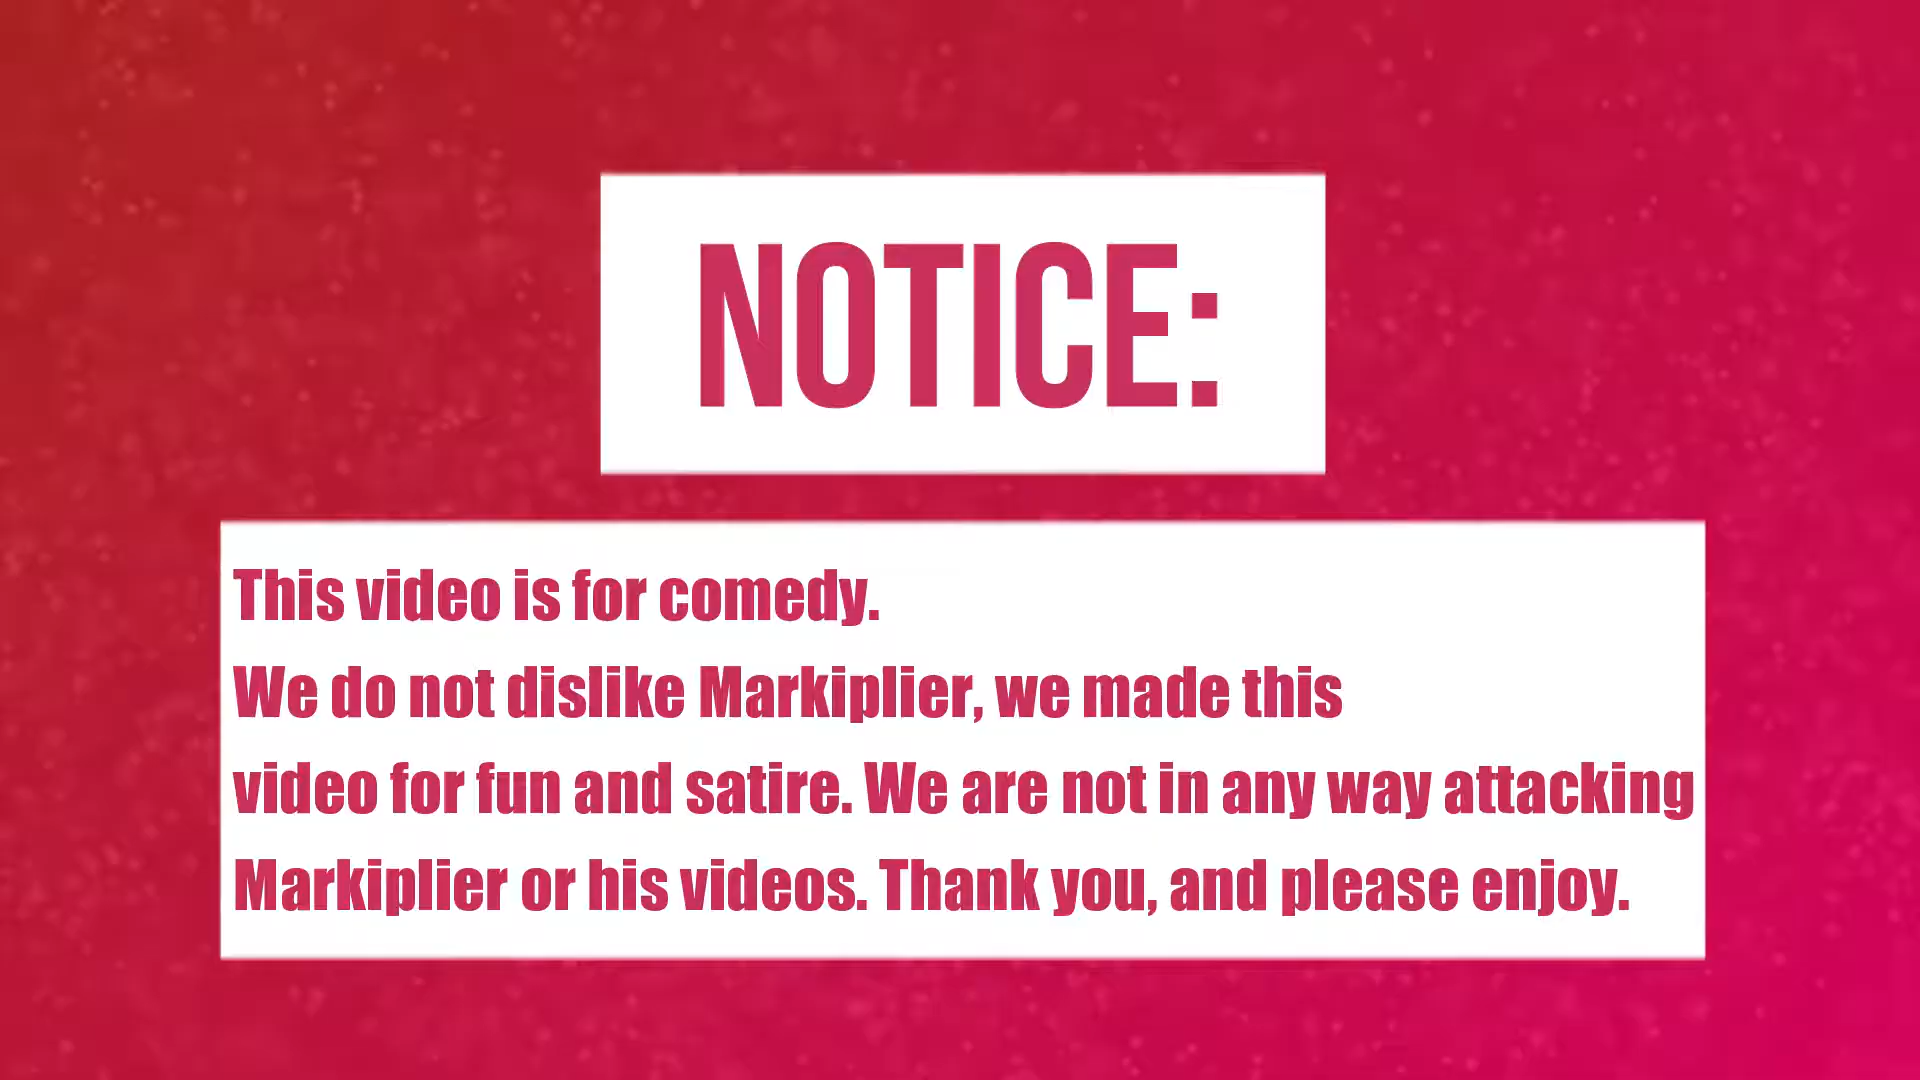 NOTICE:
This video is for comedy.
We do not dislike Markiplier, we made this
video for fun and satire. We are not in any way attacking
Markiplier or his videos. Thank you, and please enjoy.